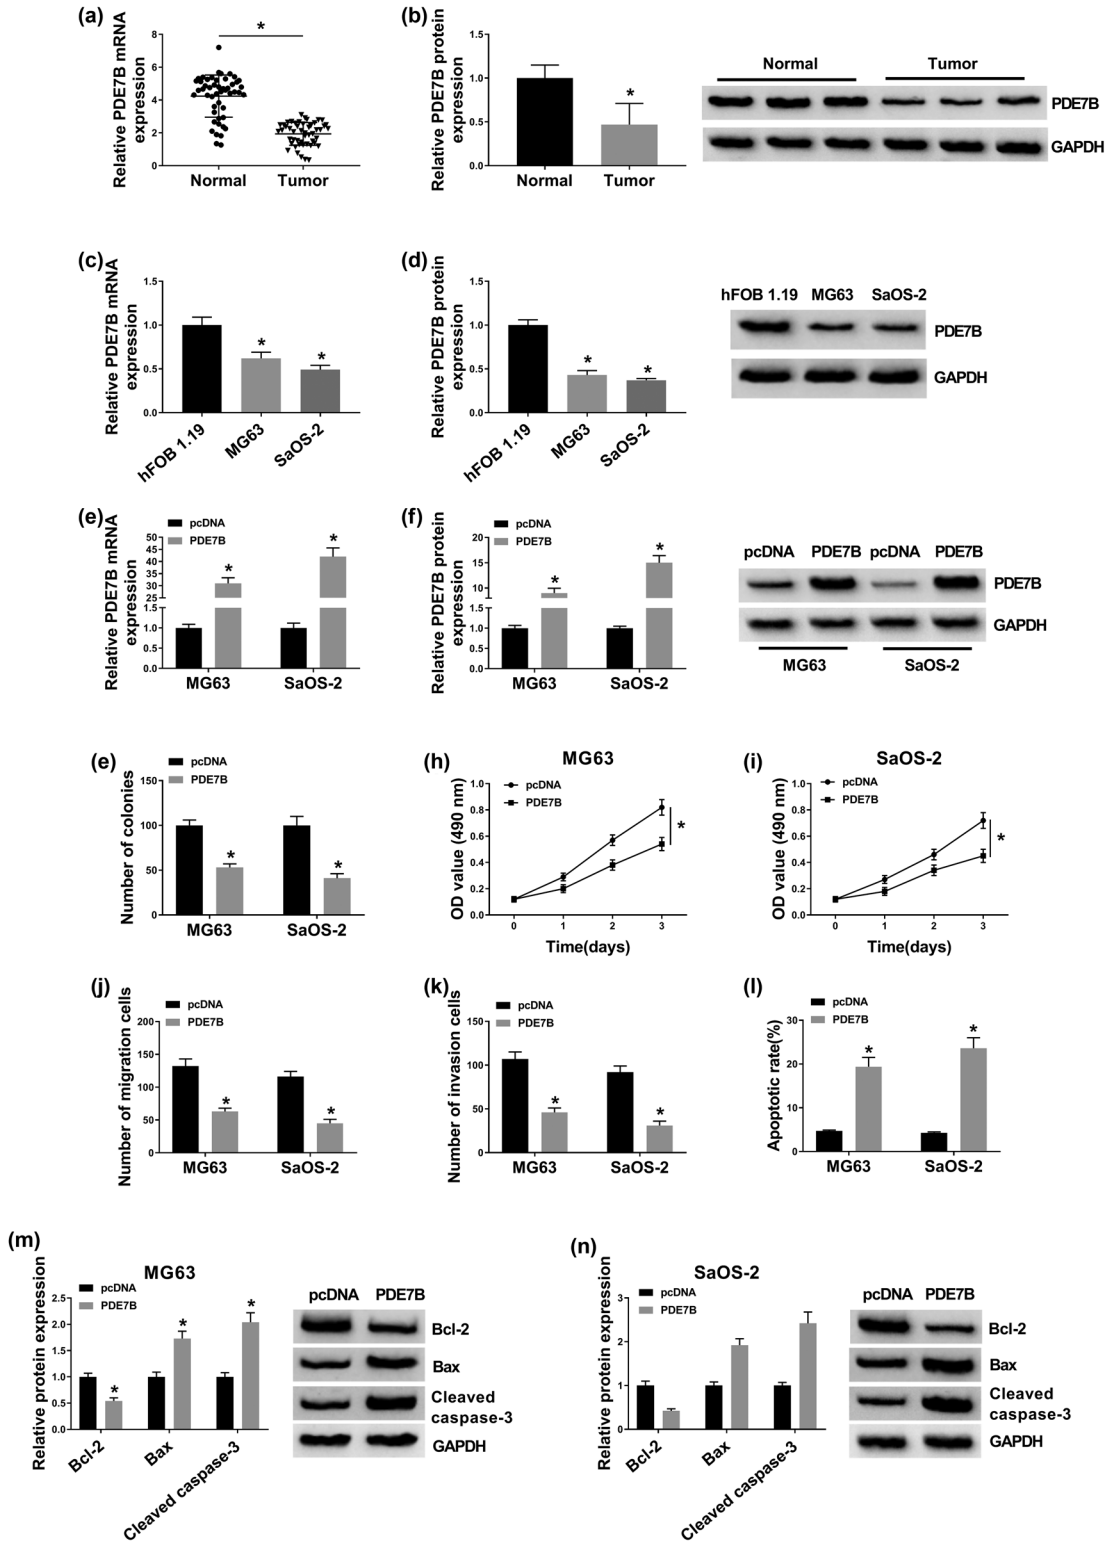 (a)
Relative PDE7B mRNA
expression
8
6
4
2
0
*
Normal
Tumor
(b)
Relative PDE7B protein
expression
1.5
1.0
0.5
0.0
*
Normal
Tumor
Normal
Tumor
PDE7B
GAPDH
(c)
Relative PDE7B mRNA
expression
1.5
1.0
0.5
0.0
*
*
hFOB 1.19
MG63
SaOS-2
(d)
Relative PDE7B protein
expression
1.5
1.0
0.5
0.0
*
*
hFOB 1.19
MG63
SaOS-2
hFOB 1.19 MG63 SaOS-2
PDE7B
GAPDH
(e)
Relative PDE7B mRNA
expression
pcDNA
PDE7B
50
45
40
35
30
25
1.5
1.0
0.5
0.0
*
*
MG63
SaOS-2
(f)
Relative PDE7B protein
expression
pcDNA
PDE7B
20
15
10
5
1.5
1.0
0.5
0.0
*
*
MG63
SaOS-2
pcDNA PDE7B pcDNA PDE7B
PDE7B
GAPDH
MG63
SaOS-2
(e)
Number of colonies
pcDNA
PDE7B
150
100
50
0
*
*
MG63
SaOS-2
(h)
MG63
OD value (490 nm)
pcDNA
PDE7B
1.0
0.8
0.6
0.4
0.2
0.0
*
0 1 2 3
Time(days)
(i)
SaOS-2
OD value (490 nm)
pcDNA
PDE7B
1.0
0.8
0.6
0.4
0.2
0.0
*
0 1 2 3
Time(days)
(j)
Number of migration cells
pcDNA
PDE7B
200
150
100
50
0
*
*
MG63
SaOS-2
(k)
Number of invasion cells
pcDNA
PDE7B
150
100
50
0
*
*
MG63
SaOS-2
(l)
Apoptotic rate(%)
pcDNA
PDE7B
30
20
10
0
*
*
MG63
SaOS-2
(m)
MG63
Relative protein expression
pcDNA
PDE7B
2.5
2.0
1.5
1.0
0.5
0.0
*
*
*
Bcl-2
Bax
Cleaved caspase-3
pcDNA PDE7B
Bcl-2
Bax
Cleaved
caspase-3
GAPDH
(n)
SaOS-2
Relative protein expression
pcDNA
PDE7B
3
2
1
0
Bcl-2
Bax
Cleaved caspase-3
pcDNA PDE7B
Bcl-2
Bax
Cleaved
caspase-3
GAPDH